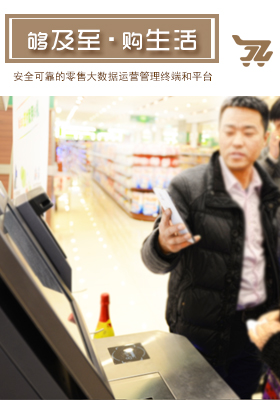 够及至·购生活
安全可靠的零售大数据运营管理终端和平台